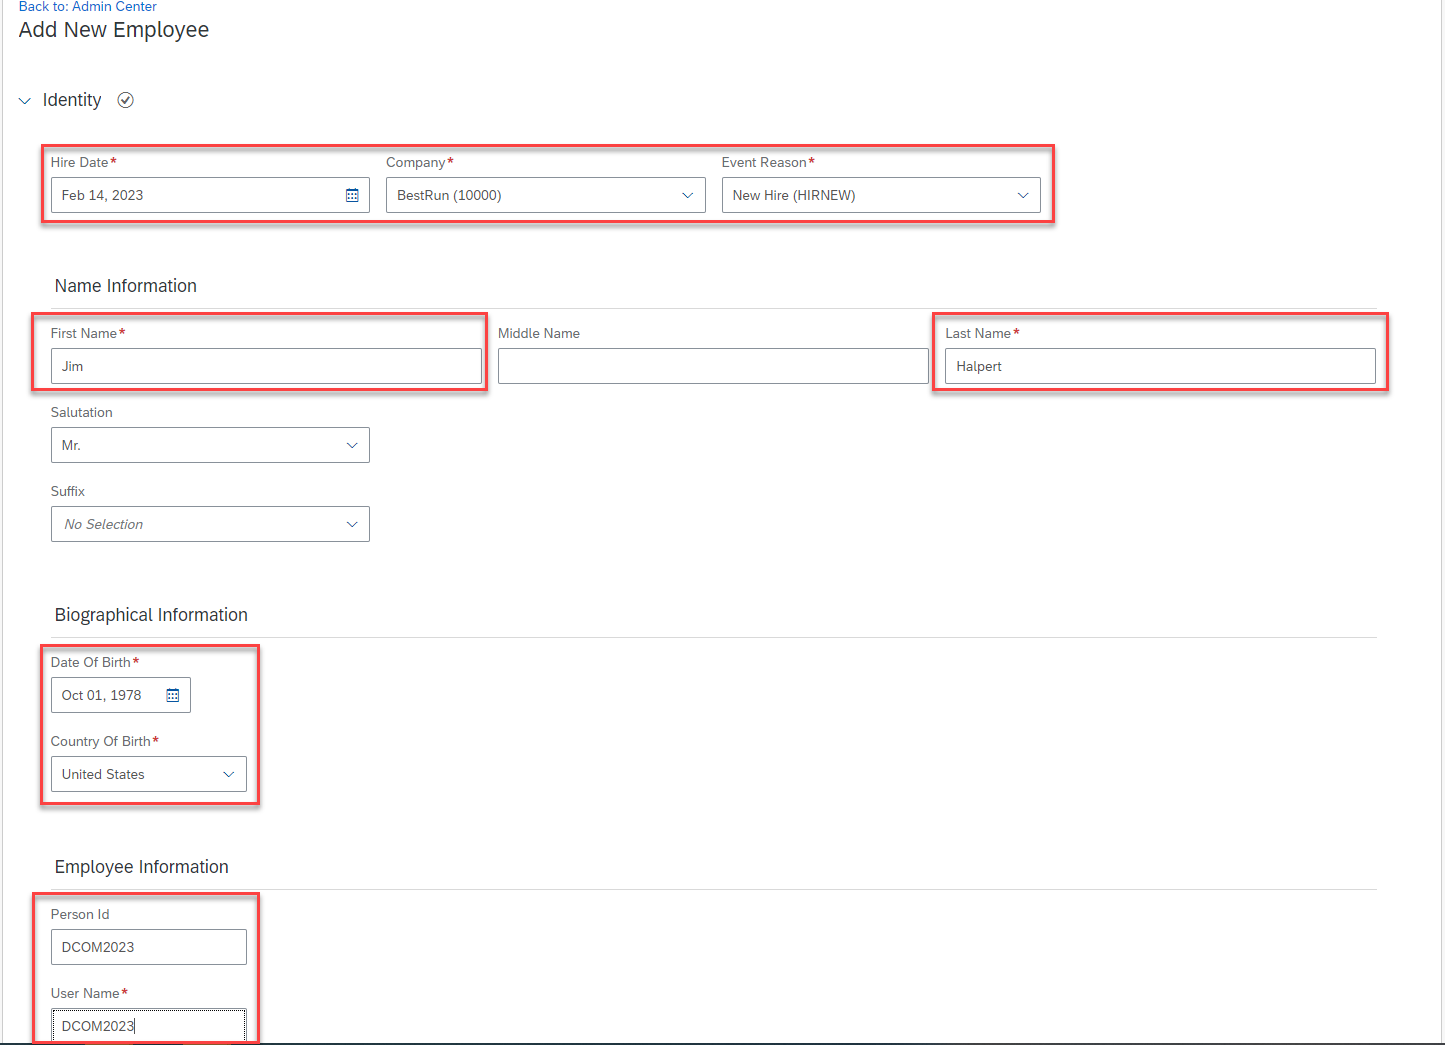 Back to: Admin Center
Add New Employee
Identity
Hire Date* Company* Event Reason*
Feb 14, 2023 BestRun (10000) New Hire (HIRNEW)
Name Information
First Name* Middle Name Last Name*
Jim Halpert
Salutation
Mr.
Suffix
No Selection
Biographical Information
Date Of Birth*
Oct 01, 1978
Country Of Birth*
United States
Employee Information
Person Id
DCOM2023
User Name*
DCOM2023